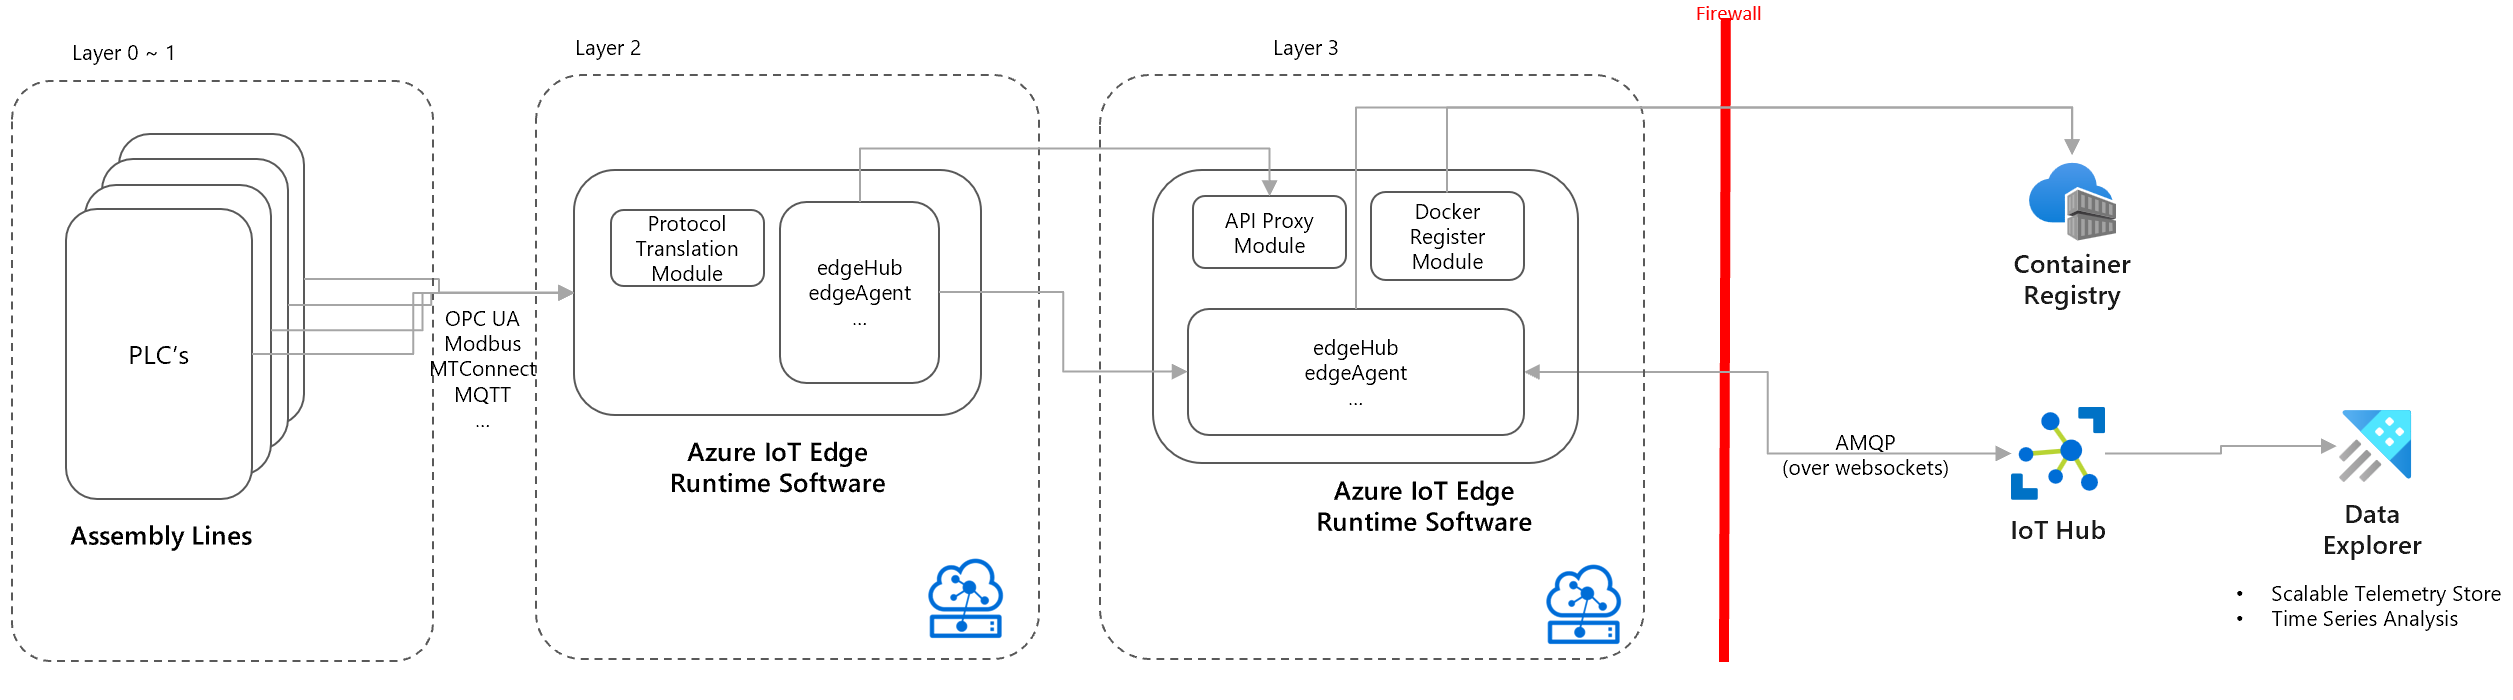 Firewall
Layer 0 ~ 1
Layer 2
Layer 3
PLC's
Assembly Lines
OPC UA
Modbus
MTConnect
MQTT
...
Protocol
Translation
Module
edgeHub
edgeAgent
...
Azure IoT Edge
Runtime Software
API Proxy
Module
Docker
Register
Module
edgeHub
edgeAgent
...
Azure IoT Edge
Runtime Software
Container
Registry
AMQP
(over websockets)
IoT Hub
Data
Explorer
• Scalable Telemetry Store
• Time Series Analysis